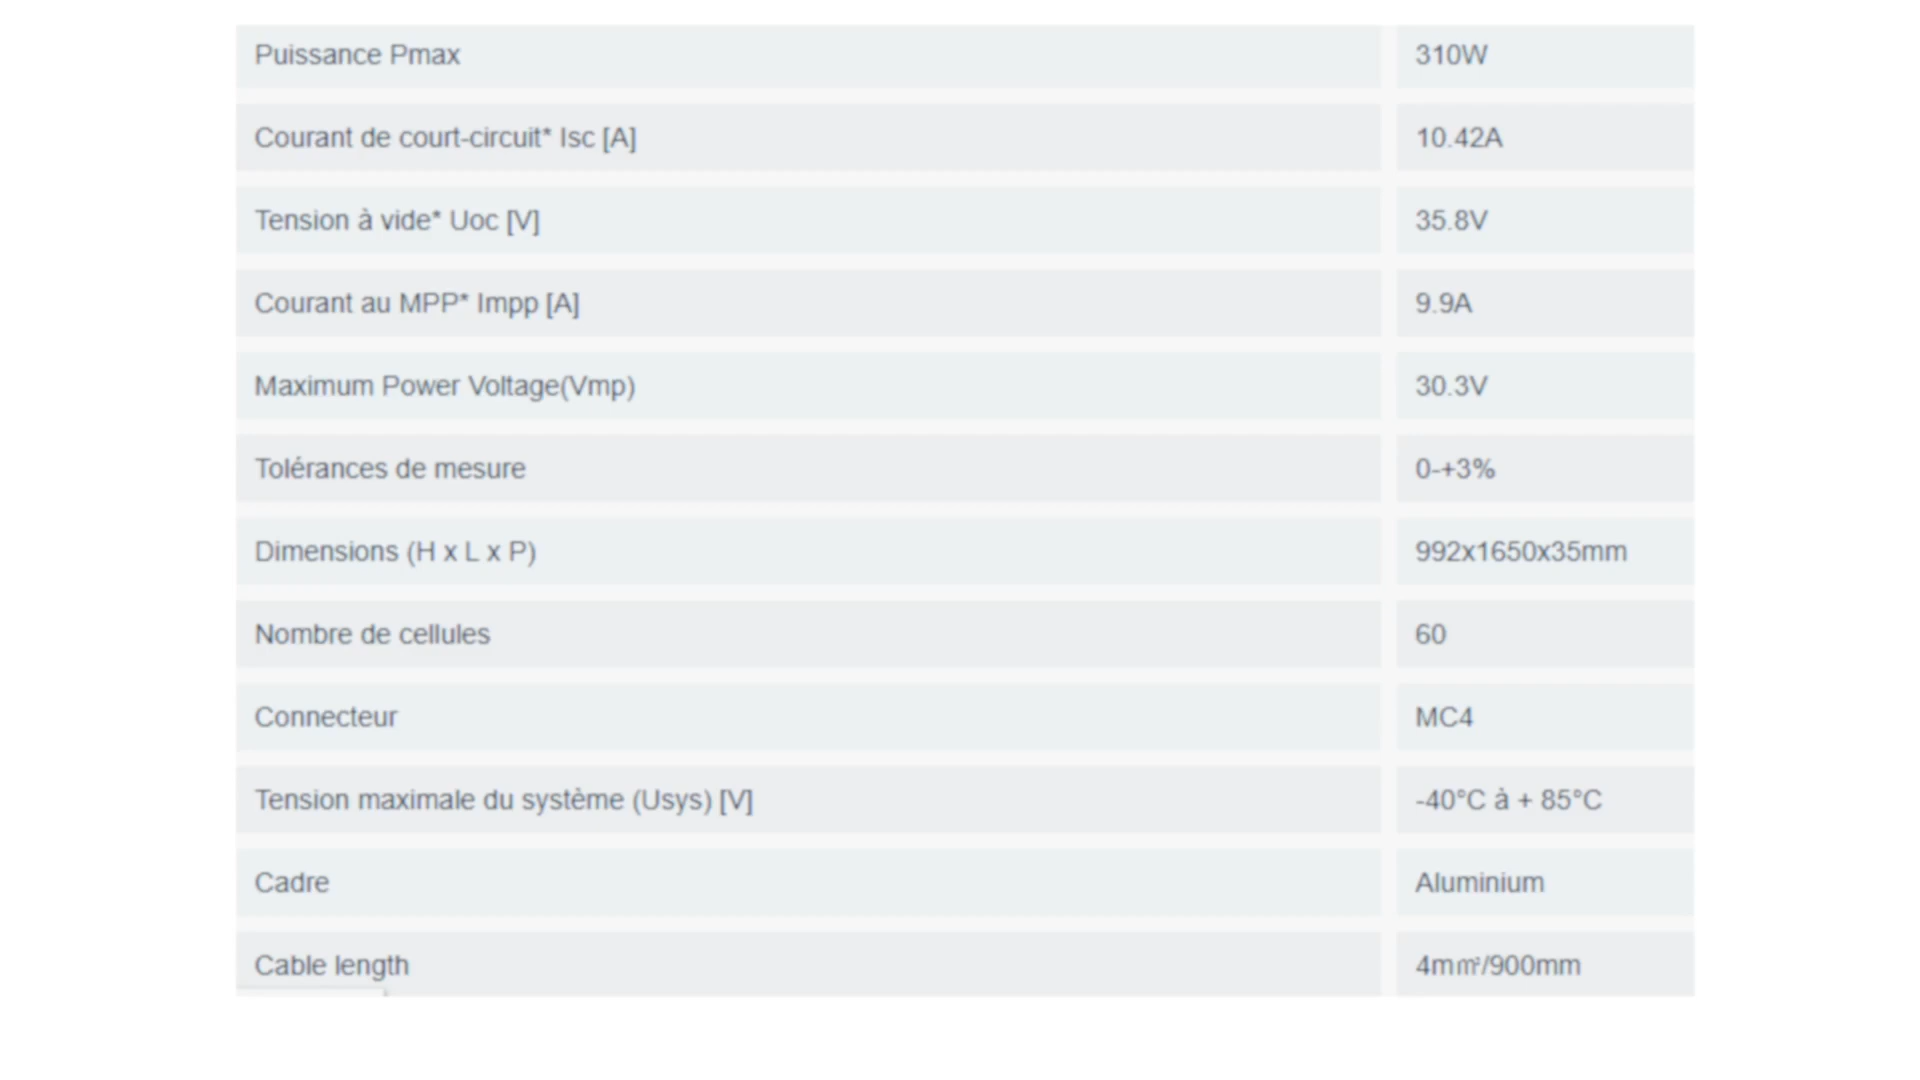 Puissance Pmax 310W
Courant de court-circuit* Isc [A] 10.42A
Tension à vide* Uoc [V] 35.8V
Courant au MPP* Impp [A] 9.9A
Maximum Power Voltage(Vmp) 30.3V
Tolérances de mesure 0-+3%
Dimensions (H x L x P) 992x1650x35mm
Nombre de cellules 60
Connecteur MC4
Tension maximale du système (Usys) [V] -40°C à + 85°C
Cadre Aluminium
Cable length 4m㎡/900mm